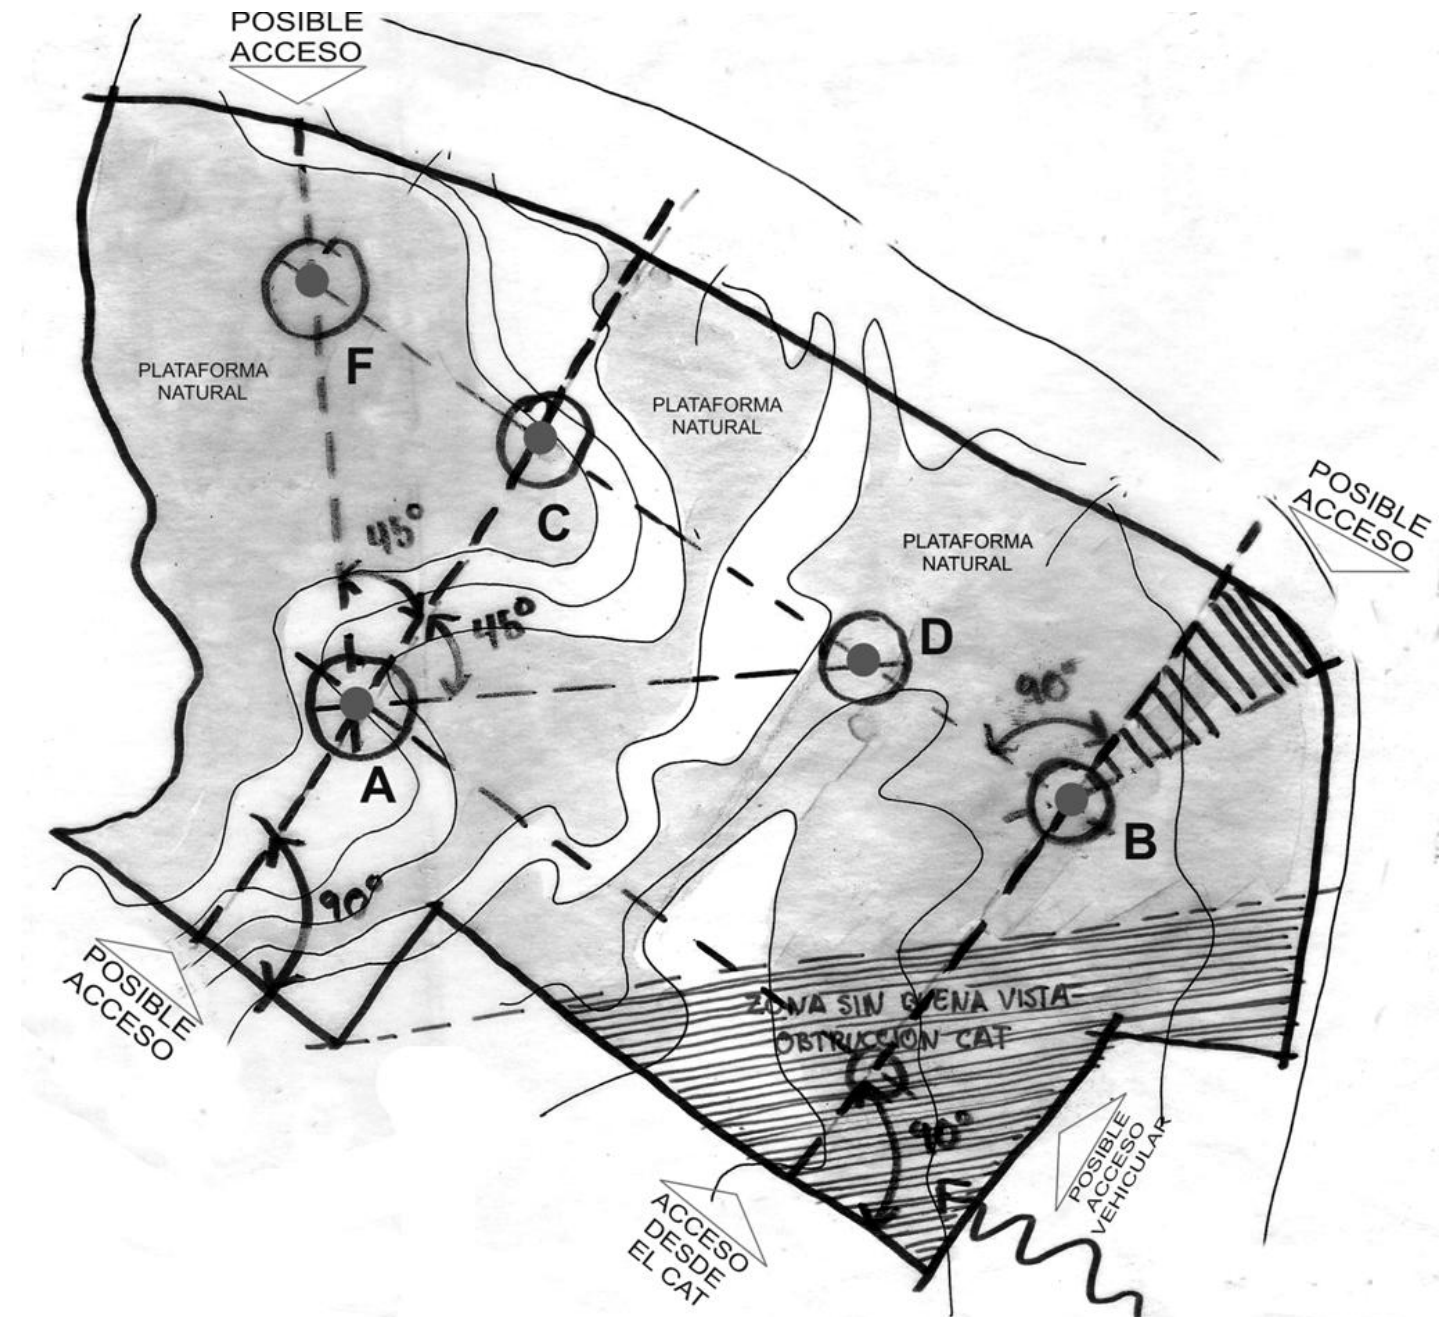 POSIBLE
ACCESO
F
PLATAFORMA
NATURAL
PLATAFORMA
NATURAL
C
45°
POSIBLE
ACCESO
PLATAFORMA
NATURAL
45°
D
90°
A
B
90°
POSIBLE
ACCESO
ZONA SIN BUENA VISTA
OBTRUCCION CAT
90°
POSIBLE
ACCESO
VEHICULAR
F
ACCESO
DESDE
EL CAT